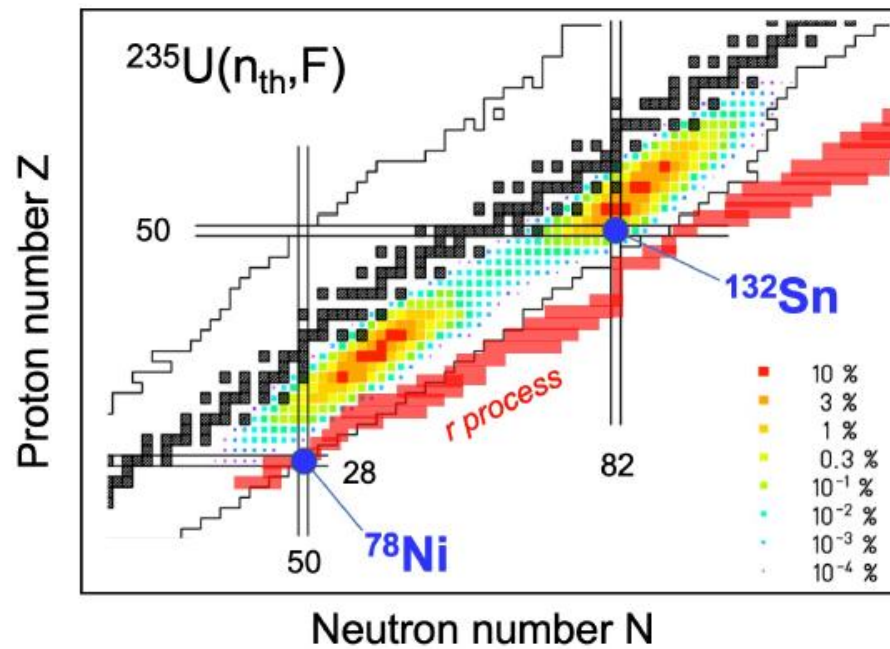 ²³⁵U(nₜₕ,F)
Proton number Z
50
¹³²Sn
r process
28
82
⁷⁸Ni
50
10 %
3 %
1 %
0.3 %
10⁻¹ %
10⁻² %
10⁻³ %
10⁻⁴ %
Neutron number N